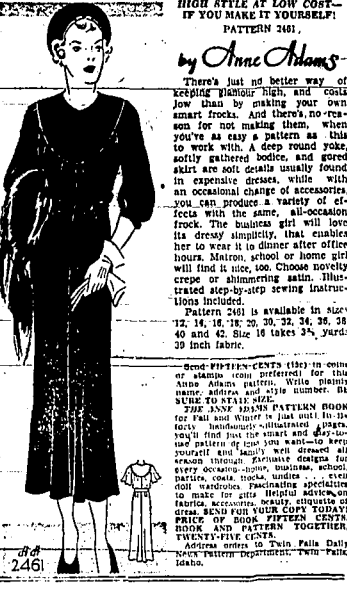 HIGH STYLE AT LOW COST—
IF YOU MAKE IT YOURSELF!
PATTERN 2461
by Anne Adams
There's just no better way of
keeping glamour high, and costs
low than by making your own
smart frocks. And there's, no rea-
son for not making them, when
you're as easy a pattern as this
to work with. A deep round yoke,
softly gathered bodice, and gored
skirt are soft details usually found
in expensive dresses, while with
an occasional change of accessories,
you can produce a variety of ef-
fects with the same, all-occasion
frock. The business girl will love
its dressy simplicity, that enables
her to wear it to dinner after office
hours. Matron, school or home girl
will find it nice, too. Choose novelty
crepe or shimmering satin. Illus-
trated step-by-step sewing instruc-
tions included.
Pattern 2461 is available in sizes
12, 14, 16, 18, 20, 30, 32, 34, 36, 38
40 and 42. Size 16 takes 3¾ yards
39 inch fabric.
Send FIFTEEN CENTS (15c) in coins
or stamps (coin preferred) for this
Anne Adams pattern. Write plainly
name, address and style number. BE
SURE TO STATE SIZE.
THE ANNE ADAMS PATTERN BOOK
for Fall and Winter is just out! In its
forty handsomely-illustrated pages,
you'll find just the smart and easy-to-
use pattern designs you want—to keep
yourself and family well dressed all
season through. Exclusive designs for
every occasion—home, business, school,
parties, coats, frocks, undies . . . even
doll wardrobes. Fascinating specialties
to make for gifts. Helpful advice on
fabrics, accessories, beauty, etiquette of
dress. SEND FOR YOUR COPY TODAY!
PRICE OF BOOK FIFTEEN CENTS.
BOOK AND PATTERN TOGETHER,
TWENTY-FIVE CENTS.
Address orders to Twin Falls Daily
News Pattern Department, Twin Falls,
Idaho.
2461